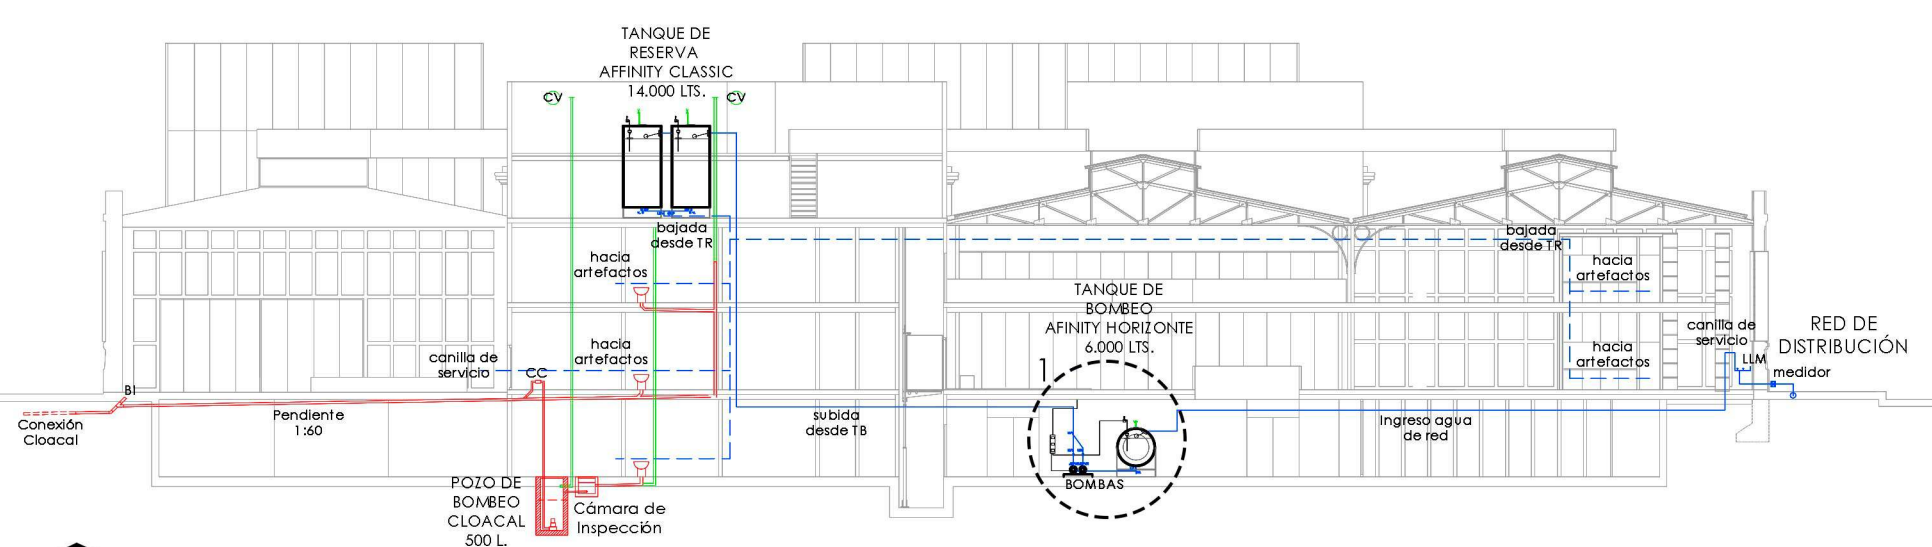 TANQUE DE
RESERVA
AFFINITY CLASSIC
14.000 LTS.
CV
CV
bajada
desde TR
hacia
artefactos
hacia
artefactos
canilla de
servicio
CC
BI
Conexión
Cloacal
Pendiente
1:60
POZO DE
BOMBEO
CLOACAL
500 L.
Cámara de
Inspección
subida
desde TB
TANQUE DE
BOMBEO
AFINITY HORIZONTE
6.000 LTS.
1
BOMBAS
Ingreso agua
de red
bajada
desde TR
hacia
artefactos
hacia
artefactos
canilla de
servicio
LLM
medidor
RED DE
DISTRIBUCIÓN